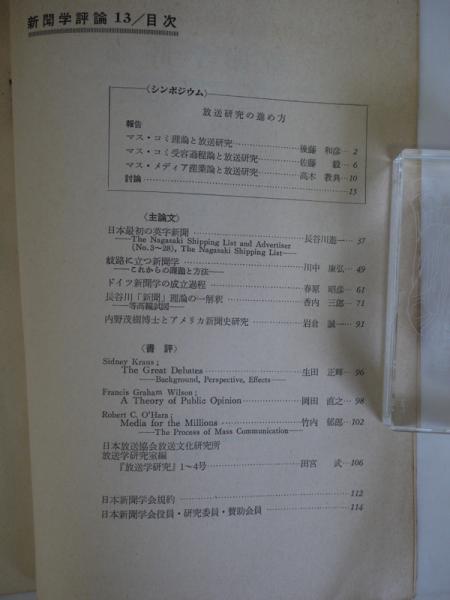 新聞学評論 13／目次
〈シンポジウム〉
放送研究の進め方
報告
マス・コミ理論と放送研究……後藤 和彦… 2
マス・コミ受容過程論と放送研究……佐藤 毅… 6
マス・メディア産業論と放送研究……高木 教典…10
討論……15
〈主論文〉
日本最初の英字新聞……長谷川進一… 37
——The Nagasaki Shipping List and Advertiser
(No.3～28), The Nagasaki Shipping List——
岐路に立つ新聞学……川中 康弘… 49
——これからの課題と方法——
ドイツ新聞学の成立過程……春原 昭彦… 61
長谷川「新聞」理論の一解釈……香内 三郎… 71
——等高線試図——
内野茂樹博士とアメリカ新聞史研究……岩倉 誠一… 91
〈書 評〉
Sidney Kraus;
The Great Debates……生田 正輝… 96
——Background, Perspective, Effects——
Francis Graham Wilson;
A Theory of Public Opinion……岡田 直之… 98
Robert C. O'Hara;
Media for the Millions……竹内 郁郎…102
——The Process of Mass Communication——
日本放送協会放送文化研究所
放送学研究室編
『放送学研究』1～4号……田宮 武…106
日本新聞学会規約……112
日本新聞学会役員・研究委員・賛助会員……114